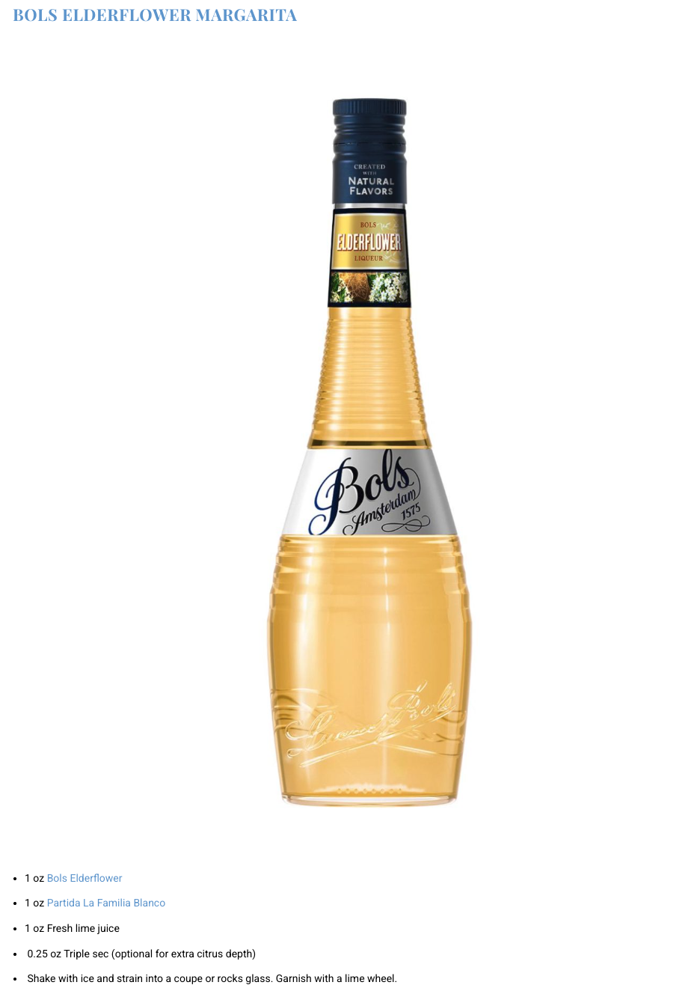 BOLS ELDERFLOWER MARGARITA
CREATED
WITH
NATURAL
FLAVORS
BOLS
ELDERFLOWER
LIQUEUR
Bols
Amsterdam
1575
Lucas Bols
1 oz Bols Elderflower
1 oz Partida La Familia Blanco
1 oz Fresh lime juice
0.25 oz Triple sec (optional for extra citrus depth)
Shake with ice and strain into a coupe or rocks glass. Garnish with a lime wheel.